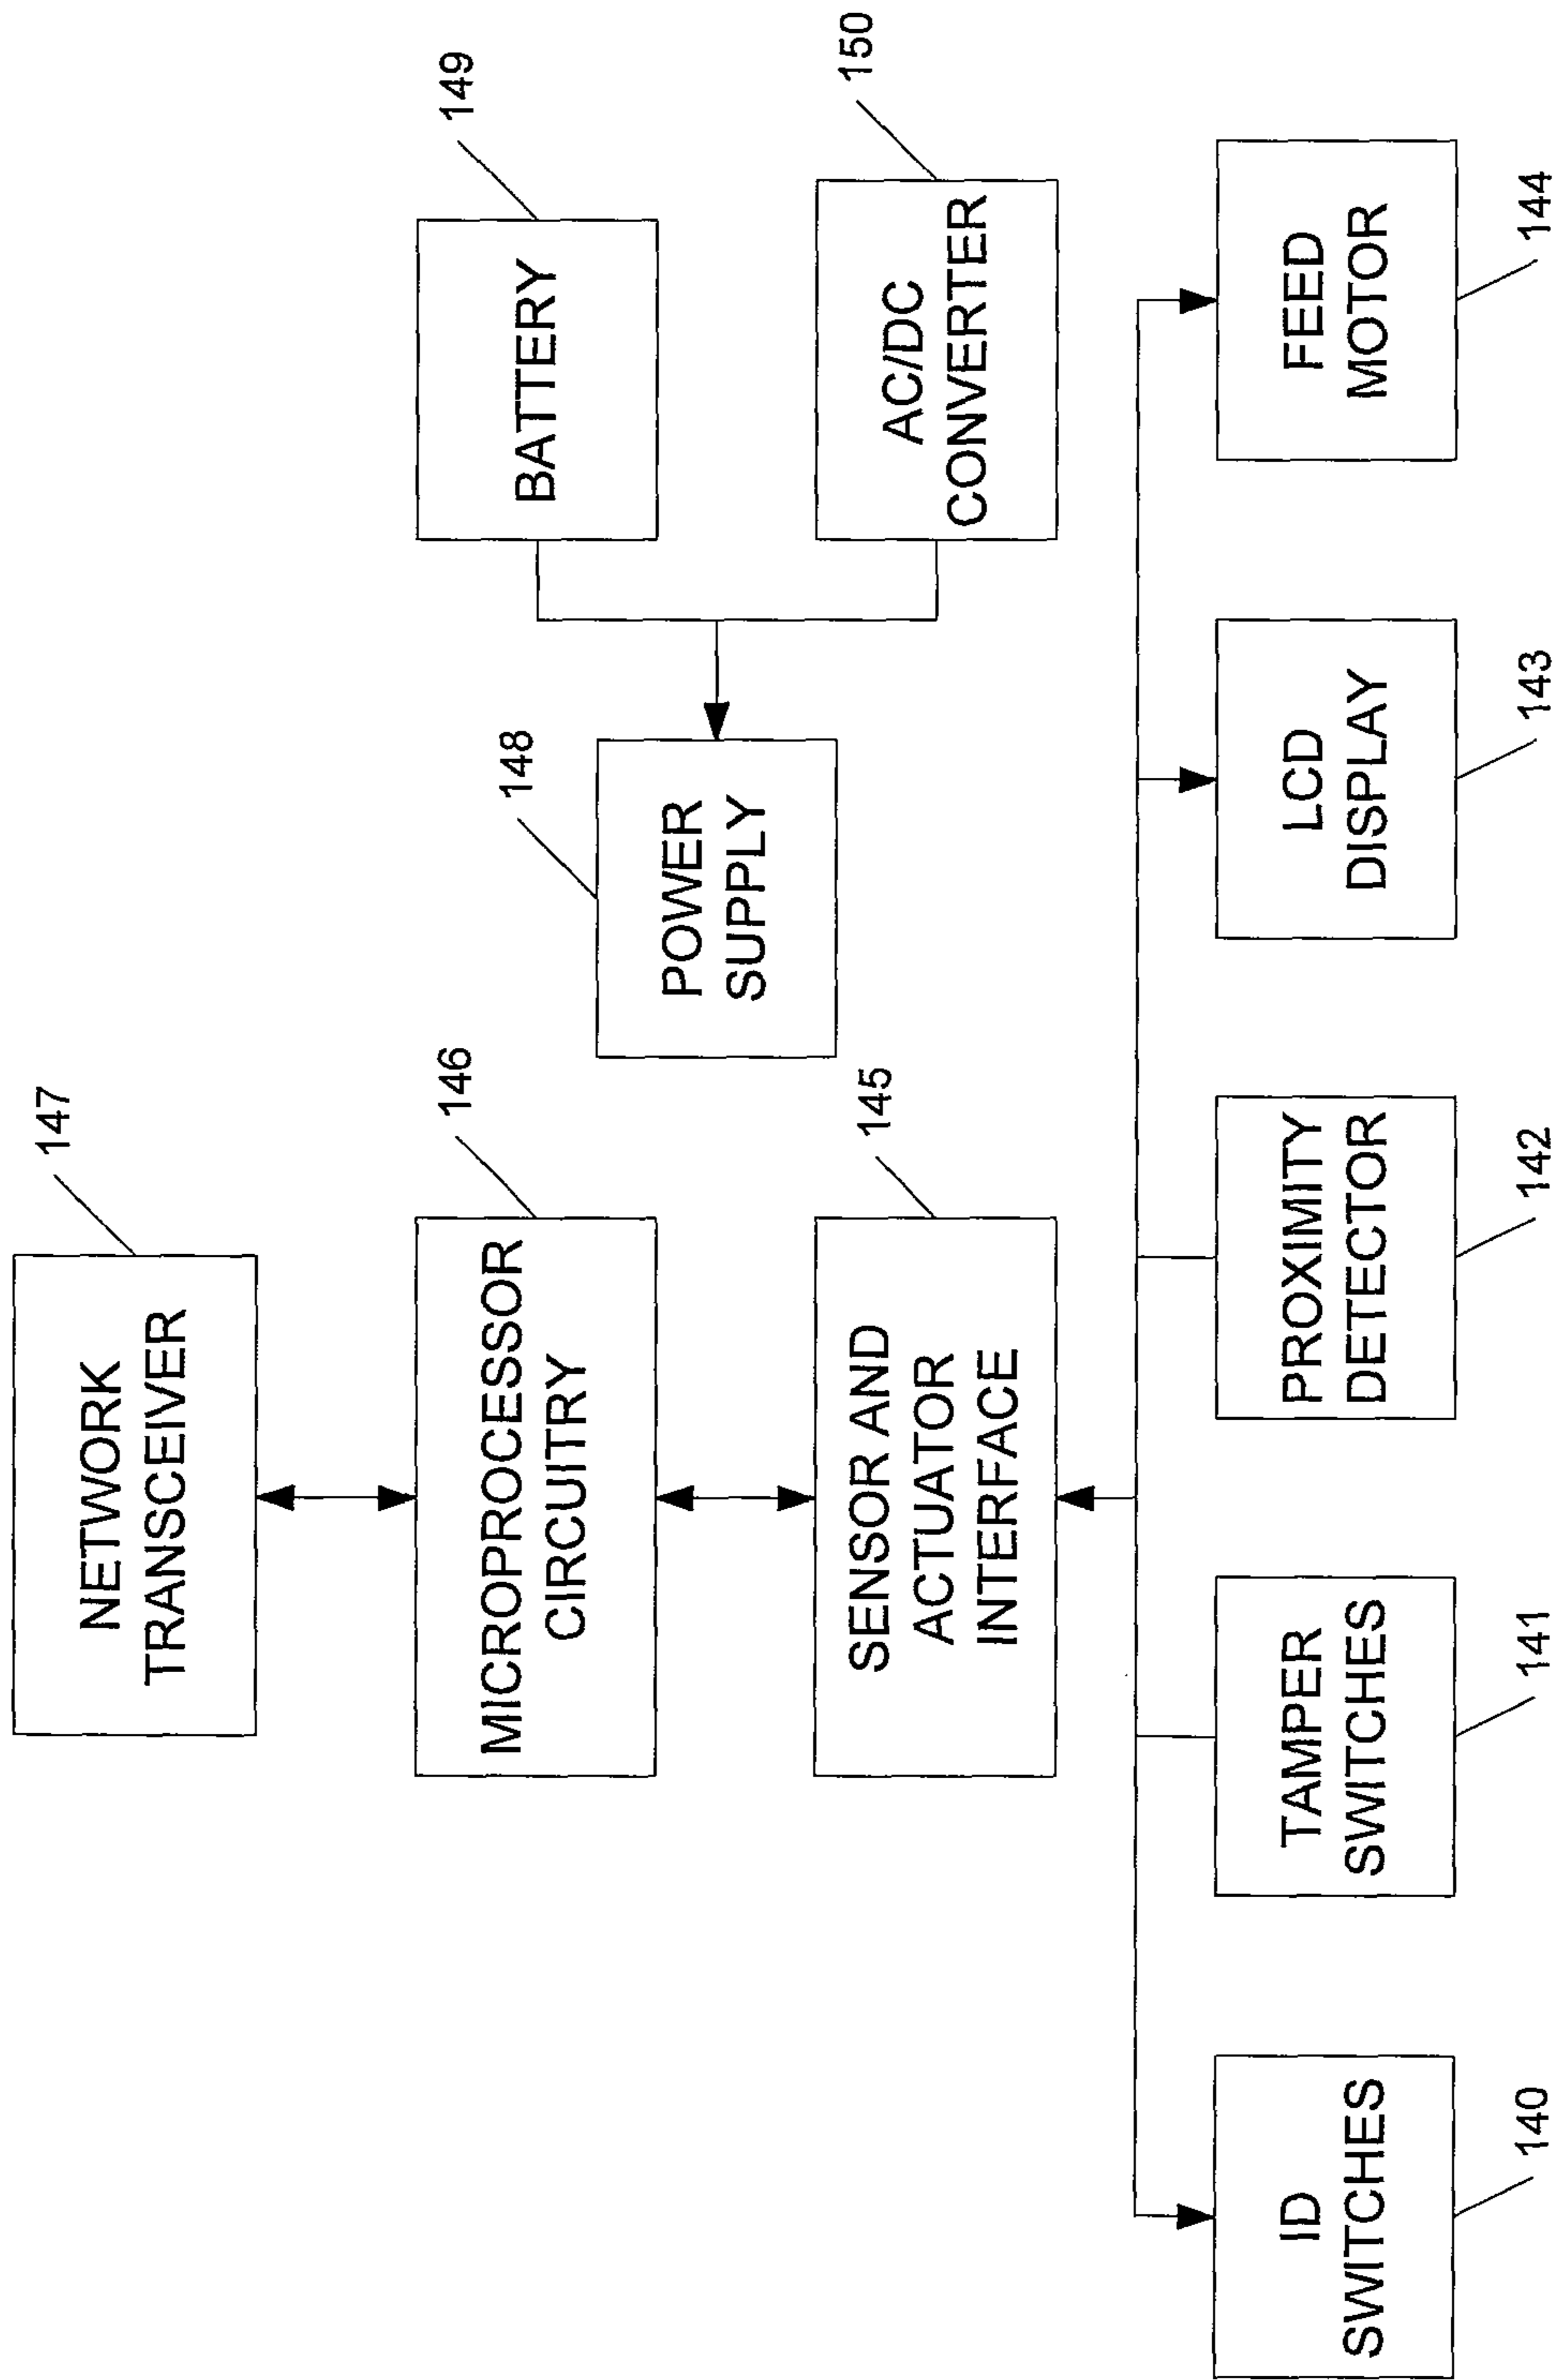 147
NETWORK
TRANSCEIVER
146
MICROPROCESSOR
CIRCUITRY
145
SENSOR AND
ACTUATOR
INTERFACE
148
POWER
SUPPLY
149
BATTERY
150
AC/DC
CONVERTER
ID
SWITCHES
140
TAMPER
SWITCHES
141
PROXIMITY
DETECTOR
142
LCD
DISPLAY
143
FEED
MOTOR
144